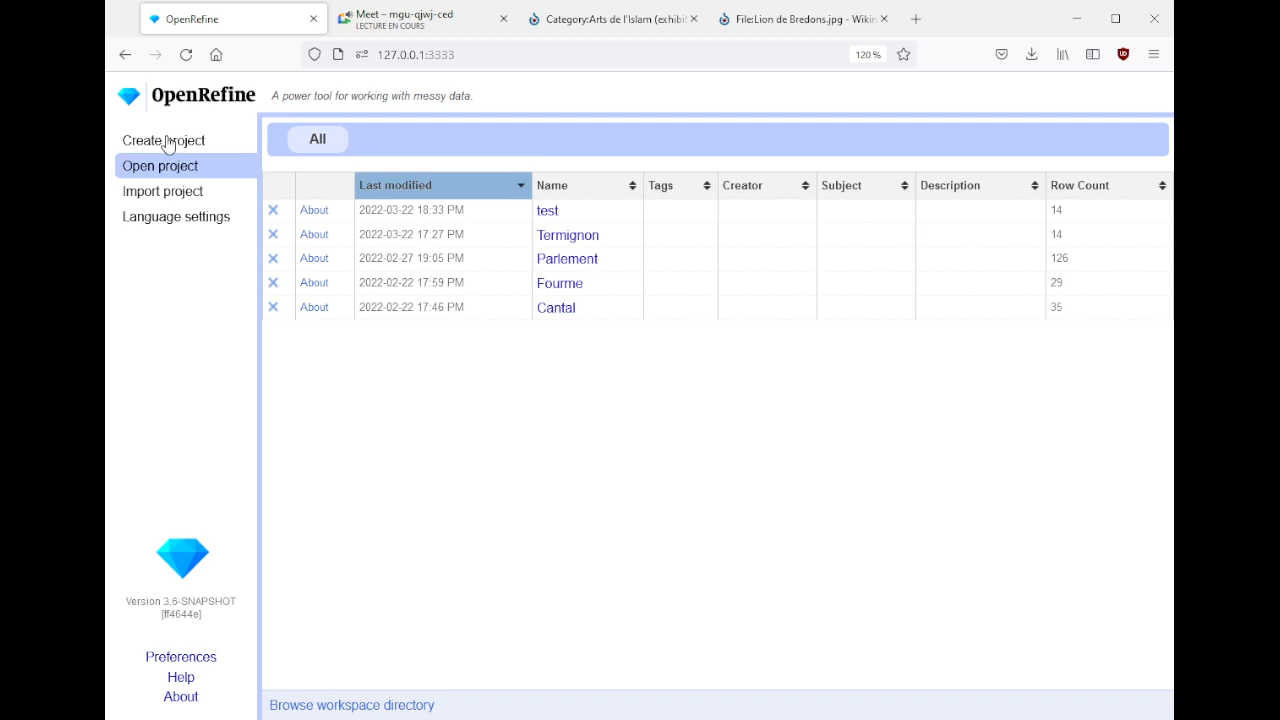 OpenRefine
Meet – mgu-qjwj-ced
LECTURE EN COURS
Category:Arts de l'Islam (exhibit
File:Lion de Bredons.jpg - Wikin
127.0.0.1:3333
120 %
OpenRefine
A power tool for working with messy data.
Create Project
Open project
Import project
Language settings
All
Last modified Name Tags Creator Subject Description Row Count
About 2022-03-22 18:33 PM test 14
About 2022-03-22 17:27 PM Termignon 14
About 2022-02-27 19:05 PM Parlement 126
About 2022-02-22 17:59 PM Fourme 29
About 2022-02-22 17:46 PM Cantal 35
Version 3.6-SNAPSHOT
[ff4644e]
Preferences
Help
About
Browse workspace directory